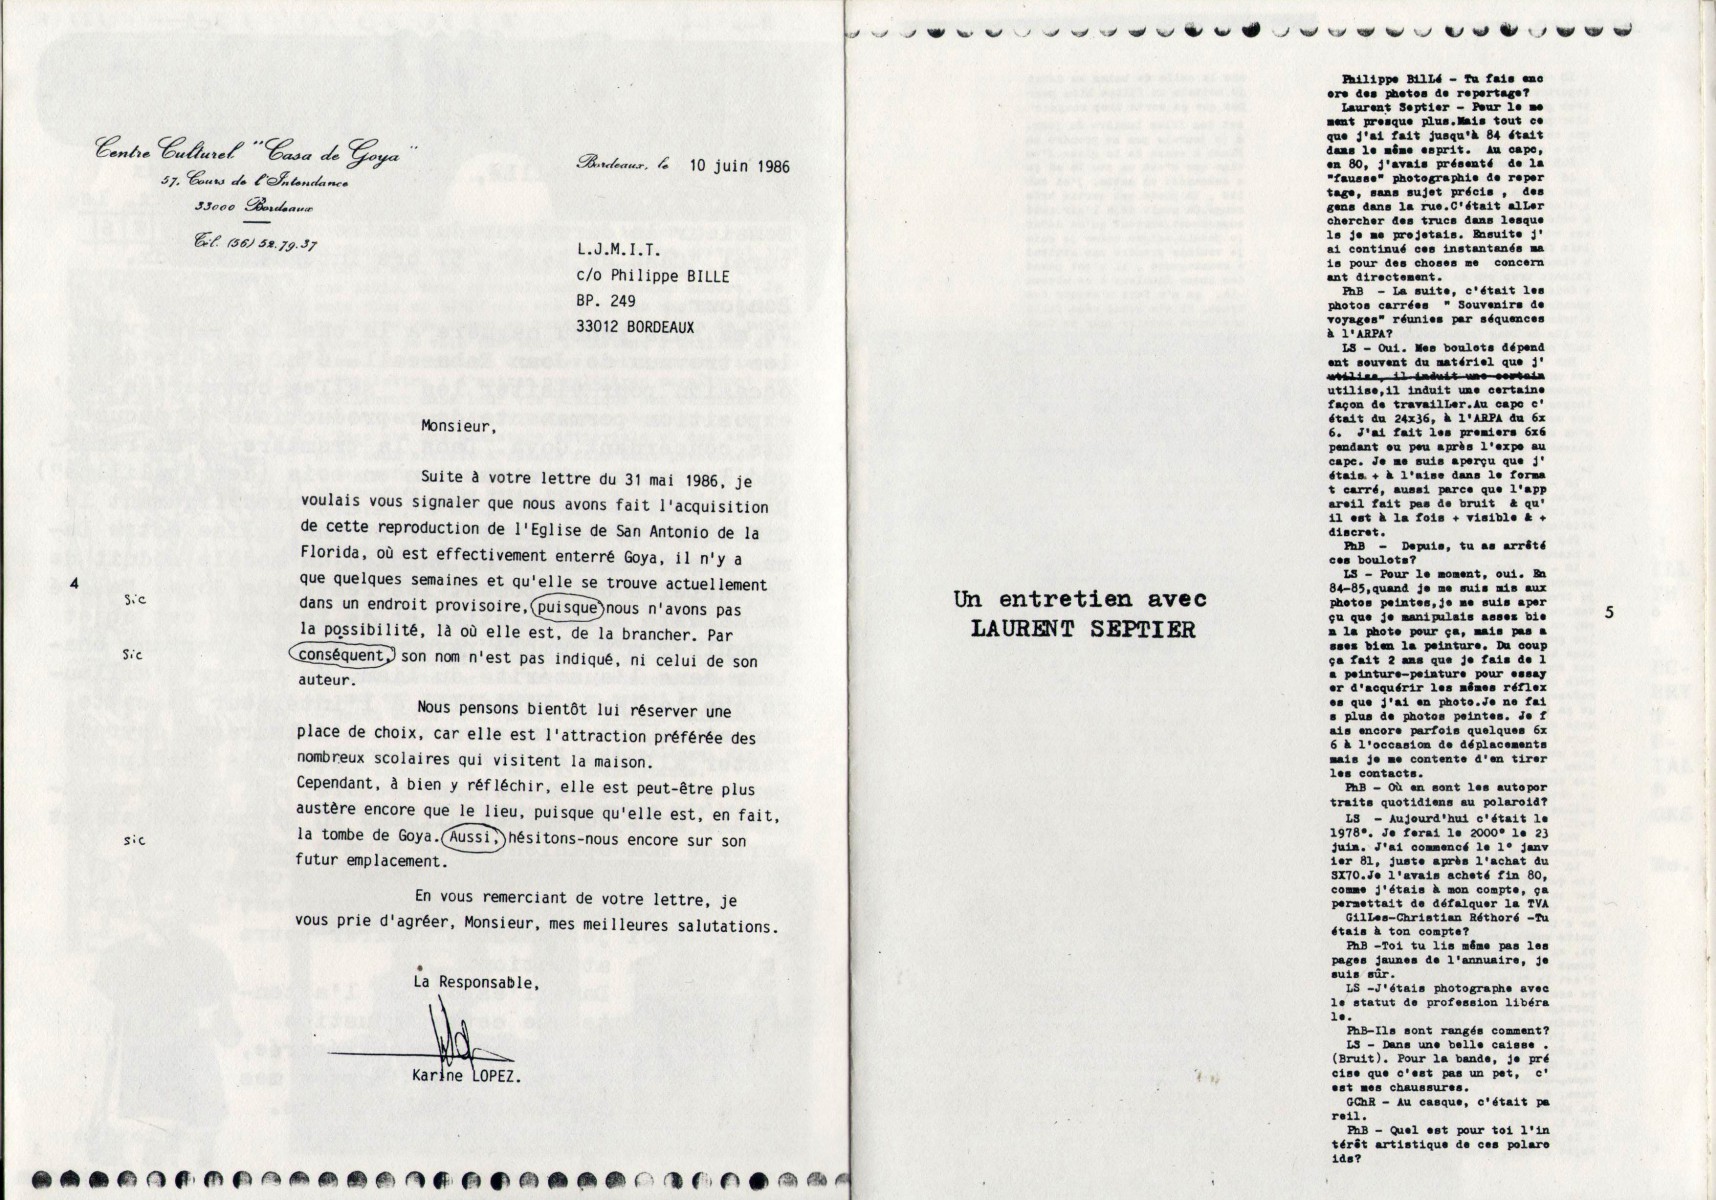 Centre Culturel "Casa de Goya"
57, Cours de l'Intendance
33000 Bordeaux
Tél. (56) 52.79.37
Bordeaux, le 10 juin 1986
L.J.M.I.T.
c/o Philippe BILLE
BP. 249
33012 BORDEAUX
Monsieur,
Suite à votre lettre du 31 mai 1986, je
voulais vous signaler que nous avons fait l'acquisition
de cette reproduction de l'Eglise de San Antonio de la
Florida, où est effectivement enterré Goya, il n'y a
que quelques semaines et qu'elle se trouve actuellement
sic
dans un endroit provisoire, puisque nous n'avons pas
la possibilité, là où elle est, de la brancher. Par
sic
conséquent, son nom n'est pas indiqué, ni celui de son
auteur.
Nous pensons bientôt lui réserver une
place de choix, car elle est l'attraction préférée des
nombreux scolaires qui visitent la maison.
Cependant, à bien y réfléchir, elle est peut-être plus
austère encore que le lieu, puisque qu'elle est, en fait,
sic
la tombe de Goya. Aussi, hésitons-nous encore sur son
futur emplacement.
En vous remerciant de votre lettre, je
vous prie d'agréer, Monsieur, mes meilleures salutations.
La Responsable,
Karine LOPEZ.
4
Un entretien avec
LAURENT SEPTIER
Philippe BilLé - Tu fais enc
ore des photos de reportage?
Laurent Septier - Pour le mo
ment presque plus.Mais tout ce
que j'ai fait jusqu'à 84 était
dans le même esprit. Au capc,
en 80, j'avais présenté de la
"fausse" photographie de repor
tage, sans sujet précis , des
gens dans la rue.C'était alLer
chercher des trucs dans lesque
ls je me projetais. Ensuite j'
ai continué ces instantanés ma
is pour des choses me concern
ant directement.
PhB - La suite, c'était les
photos carrées " Souvenirs de
voyages" réunies par séquences
à l'ARPA?
LS - Oui. Mes boulots dépend
ent souvent du matériel que j'
utilise, il induit une certain
utilise,il induit une certaine
façon de travailLer.Au capc c'
était du 24x36, à l'ARPA du 6x
6. J'ai fait les premiers 6x6
pendant ou peu après l'expo au
capc. Je me suis aperçu que j'
étais + à l'aise dans le forma
t carré, aussi parce que l'app
areil fait pas de bruit & qu'
il est à la fois + visible & +
discret.
PhB - Depuis, tu as arrêté
ces boulots?
LS - Pour le moment, oui. En
84-85,quand je me suis mis aux
photos peintes,je me suis aper
çu que je manipulais assez bie
n la photo pour ça, mais pas a
ssez bien la peinture. Du coup
ça fait 2 ans que je fais de l
a peinture-peinture pour essay
er d'acquérir les mêmes réflex
es que j'ai en photo.Je ne fai
s plus de photos peintes. Je f
ais encore parfois quelques 6x
6 à l'occasion de déplacements
mais je me contente d'en tirer
les contacts.
PhB - Où en sont les autopor
traits quotidiens au polaroid?
LS - Aujourd'hui c'était le
1978°. Je ferai le 2000° le 23
juin. J'ai commencé le 1° janv
ier 81, juste après l'achat du
SX70.Je l'avais acheté fin 80,
comme j'étais à mon compte, ça
permettait de défalquer la TVA
GilLes-Christian Réthoré -Tu
étais à ton compte?
PhB -Toi tu lis même pas les
pages jaunes de l'annuaire, je
suis sûr.
LS -J'étais photographe avec
le statut de profession libéra
le.
PhB-Ils sont rangés comment?
LS - Dans une belle caisse .
(Bruit). Pour la bande, je pré
cise que c'est pas un pet, c'
est mes chaussures.
GChR - Au casque, c'était pa
reil.
PhB - Quel est pour toi l'in
térêt artistique de ces polaro
ids?
5